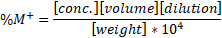 %M⁺ = [conc.][volume][dilution] / [weight] * 10⁴